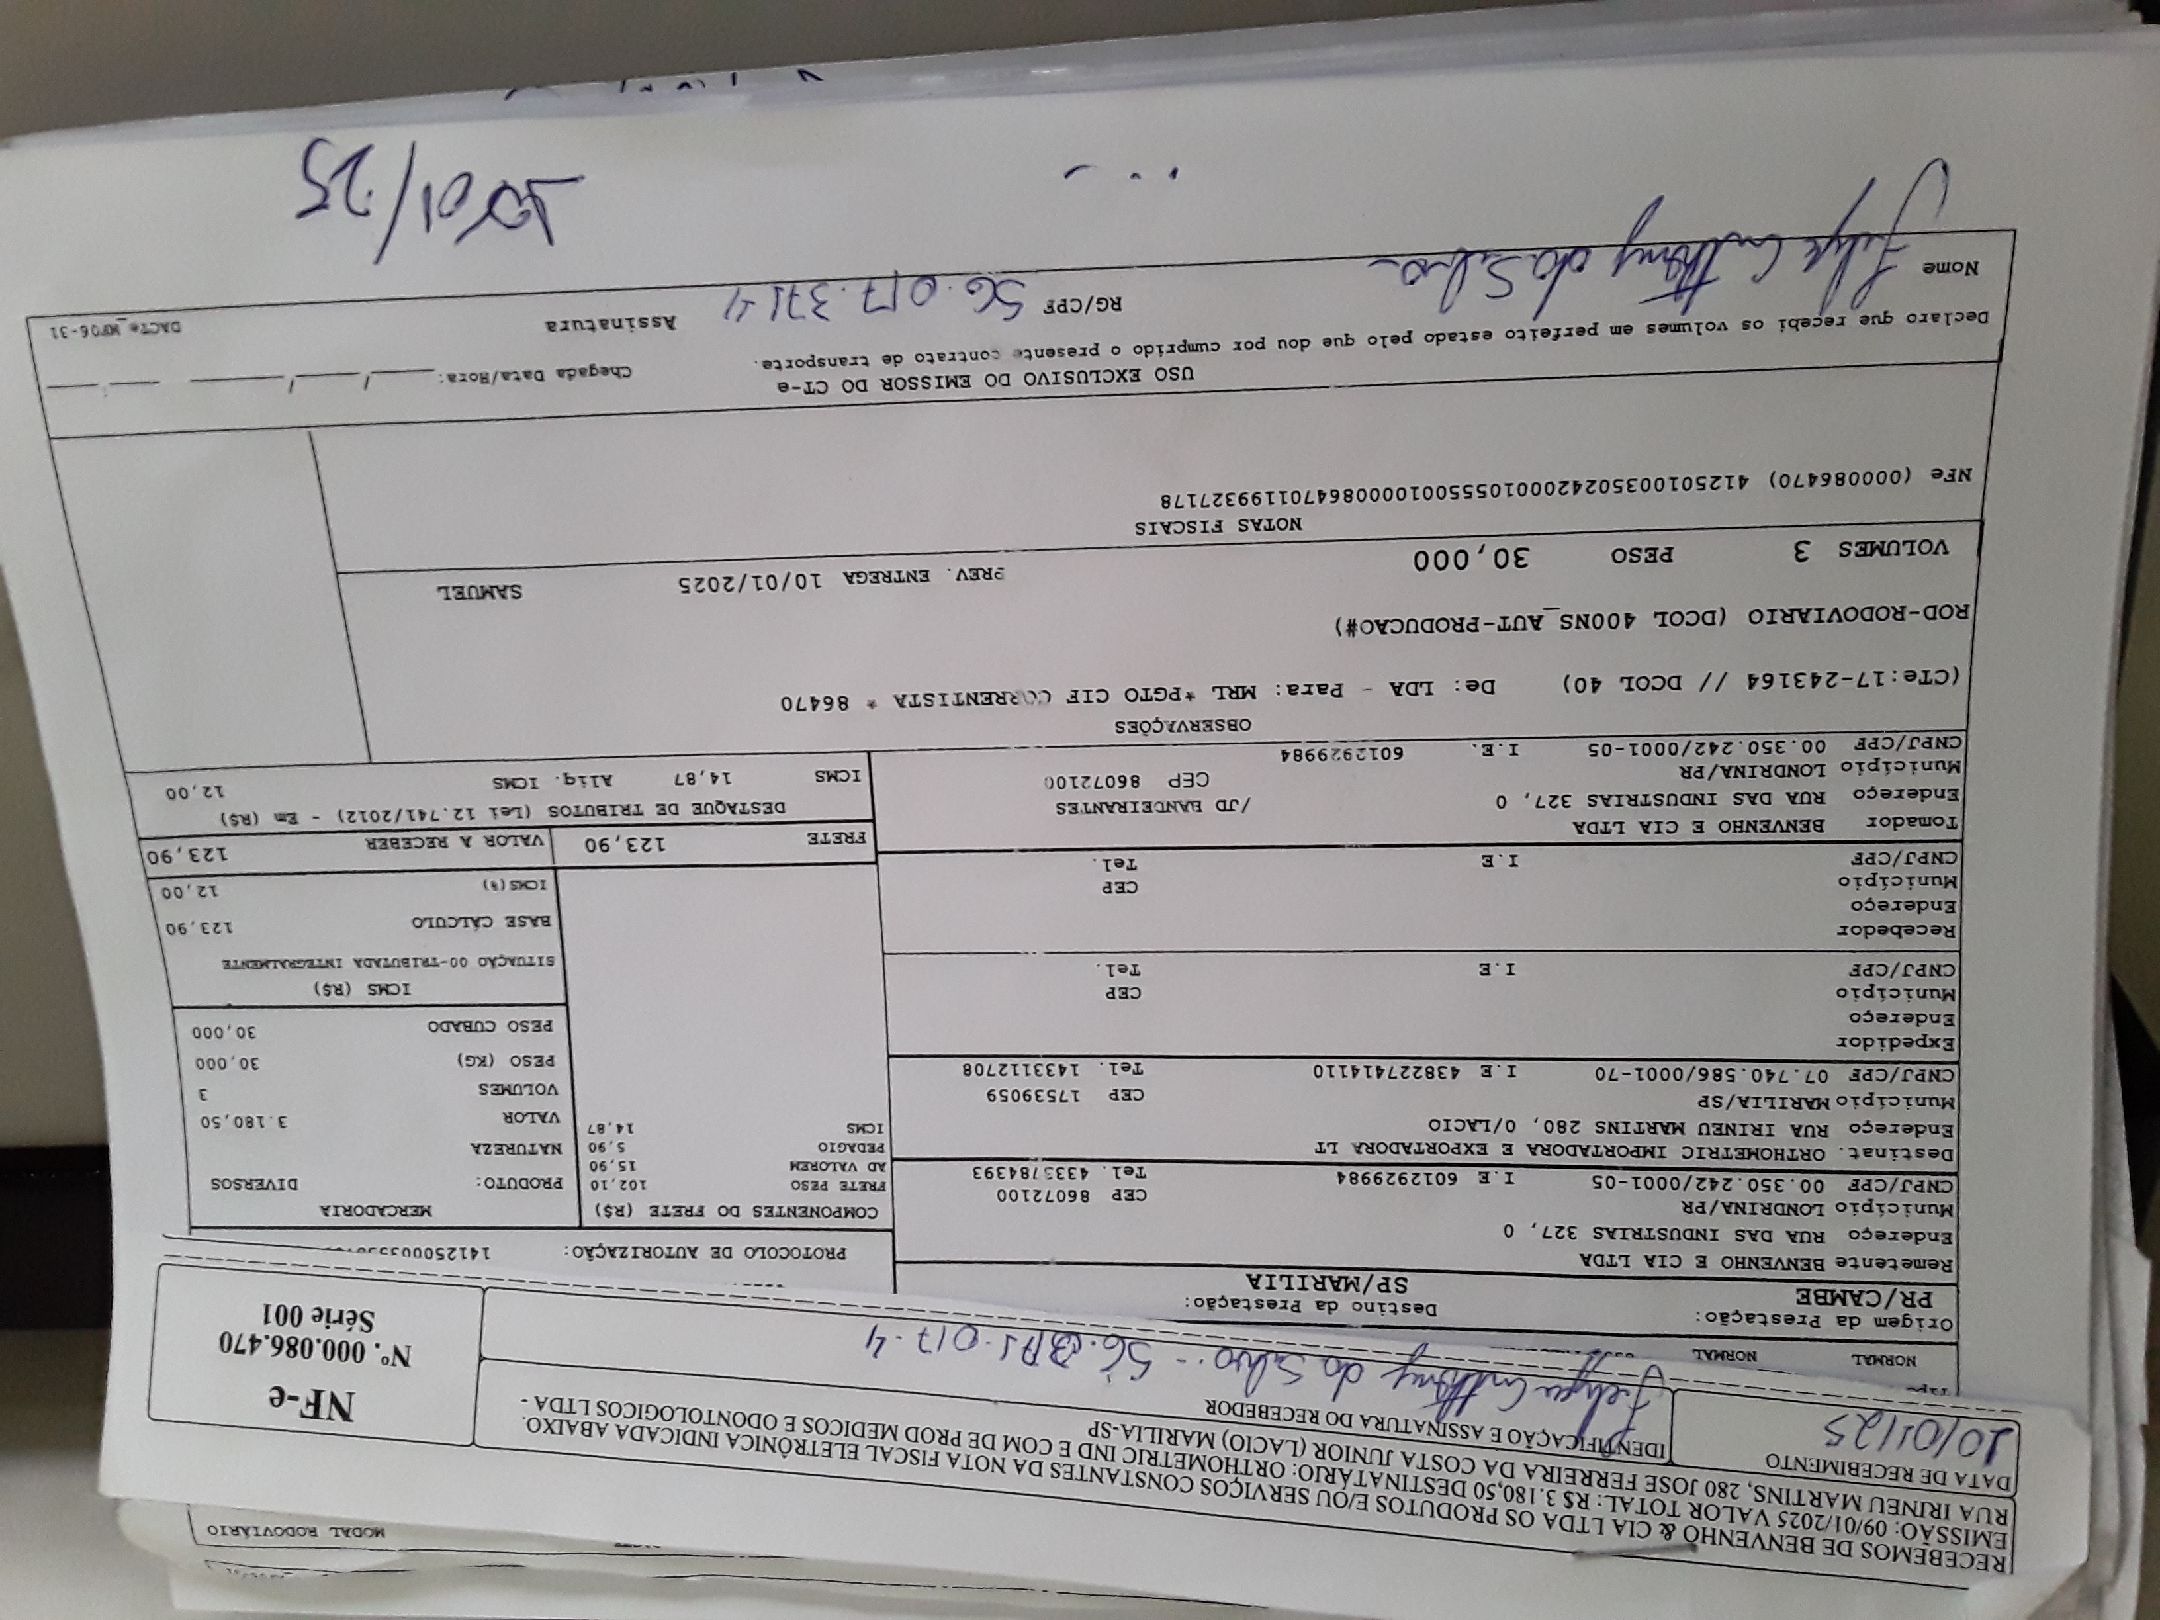 MODAL RODOVIÁRIO
RECEBEMOS DE BENVENHO & CIA LTDA OS PRODUTOS E/OU SERVIÇOS CONSTANTES DA NOTA FISCAL ELETRÔNICA INDICADA ABAIXO.
EMISSÃO: 09/01/2025 VALOR TOTAL: R$ 3.180,50 DESTINATÁRIO: ORTHOMETRIC IND E COM DE PROD MEDICOS E ODONTOLOGICOS LTDA -
RUA IRINEU MARTINS, 280 JOSE FERREIRA DA COSTA JUNIOR (LACIO) MARILIA-SP
DATA DE RECEBIMENTO
10/01/25
IDENTIFICAÇÃO E ASSINATURA DO RECEBEDOR
da Silva 56.371.017-4
NF-e
Nº. 000.086.470
Série 001
NORMAL NORMAL
Origem da Prestação: Destino da Prestação:
PR/CAMBE SP/MARILIA
PROTOCOLO DE AUTORIZAÇÃO:
Remetente BENVENHO E CIA LTDA
Endereço RUA DAS INDUSTRIAS 327, 0
Município LONDRINA/PR CEP 86072100
CNPJ/CPF 00.350.242/0001-05 I.E 6012929984 Tel. 4333784393
Destinat. ORTHOMETRIC IMPORTADORA E EXPORTADORA LT
Endereço RUA IRINEU MARTINS 280, 0/LACIO
Município MARILIA/SP CEP 17539059
CNPJ/CPF 07.740.586/0001-70 I.E 438227414110 Tel. 1433112708
Expedidor
Endereço
Município CEP
CNPJ/CPF I.E Tel.
Recebedor
Endereço
Município CEP
CNPJ/CPF I.E Tel.
Tomador BENVENHO E CIA LTDA
Endereço RUA DAS INDUSTRIAS 327, 0 /JD BANDEIRANTES
Município LONDRINA/PR CEP 86072100
CNPJ/CPF 00.350.242/0001-05 I.E. 6012929984
COMPONENTES DO FRETE (R$)
FRETE PESO 102,10
AD VALOREM 15,90
PEDAGIO 5,90
ICMS 14,87
MERCADORIA
PRODUTO: DIVERSOS
NATUREZA
VALOR 3.180,50
VOLUMES 3
PESO (KG) 30,000
PESO CUBADO 30,000
ICMS (R$)
SITUAÇÃO 00-TRIBUTADA INTEGRALMENTE
BASE CÁLCULO 123,90
ICMS(%) 12,00
FRETE 123,90 VALOR A RECEBER 123,90
DESTAQUE DE TRIBUTOS (Lei 12.741/2012) - Em (R$)
ICMS 14,87 Aliq. ICMS 12,00
OBSERVAÇÕES
(CTe:17-243164 // DCOL 40) De: LDA - Para: MRL *PGTO CIF CORRENTISTA * 86470
ROD-RODOVIARIO (DCOL 400NS_AUT-PRODUCAO#)
VOLUMES 3 PESO 30,000 PREV. ENTREGA 10/01/2025 SAMUEL
NOTAS FISCAIS
NFe (000086470) 41250100350242000105550010000864701199327178
USO EXCLUSIVO DO EMISSOR DO CT-e
Declaro que recebi os volumes em perfeito estado pelo que dou por cumprido o presente contrato de transporte.
Chegada Data/Hora: ____/____/____ ___:___
Nome da Silva RG/CPF 56.017.371-4 Assinatura DACTe_MF06-31
01/25